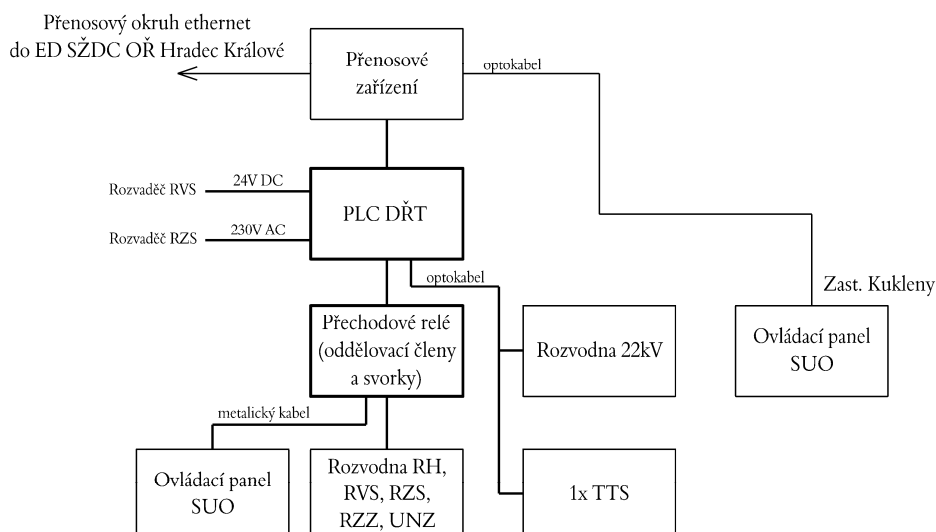 Přenosový okruh ethernet
do ED SŽDC OŘ Hradec Králové
Přenosové
zařízení
optokabel
Rozvaděč RVS
24V DC
PLC DŘT
Rozvaděč RZS
230V AC
optokabel
Zast. Kukleny
Přechodové relé
(oddělovací členy
a svorky)
Rozvodna 22kV
Ovládací panel
SUO
metalický kabel
Ovládací panel
SUO
Rozvodna RH,
RVS, RZS,
RZZ, UNZ
1x TTS